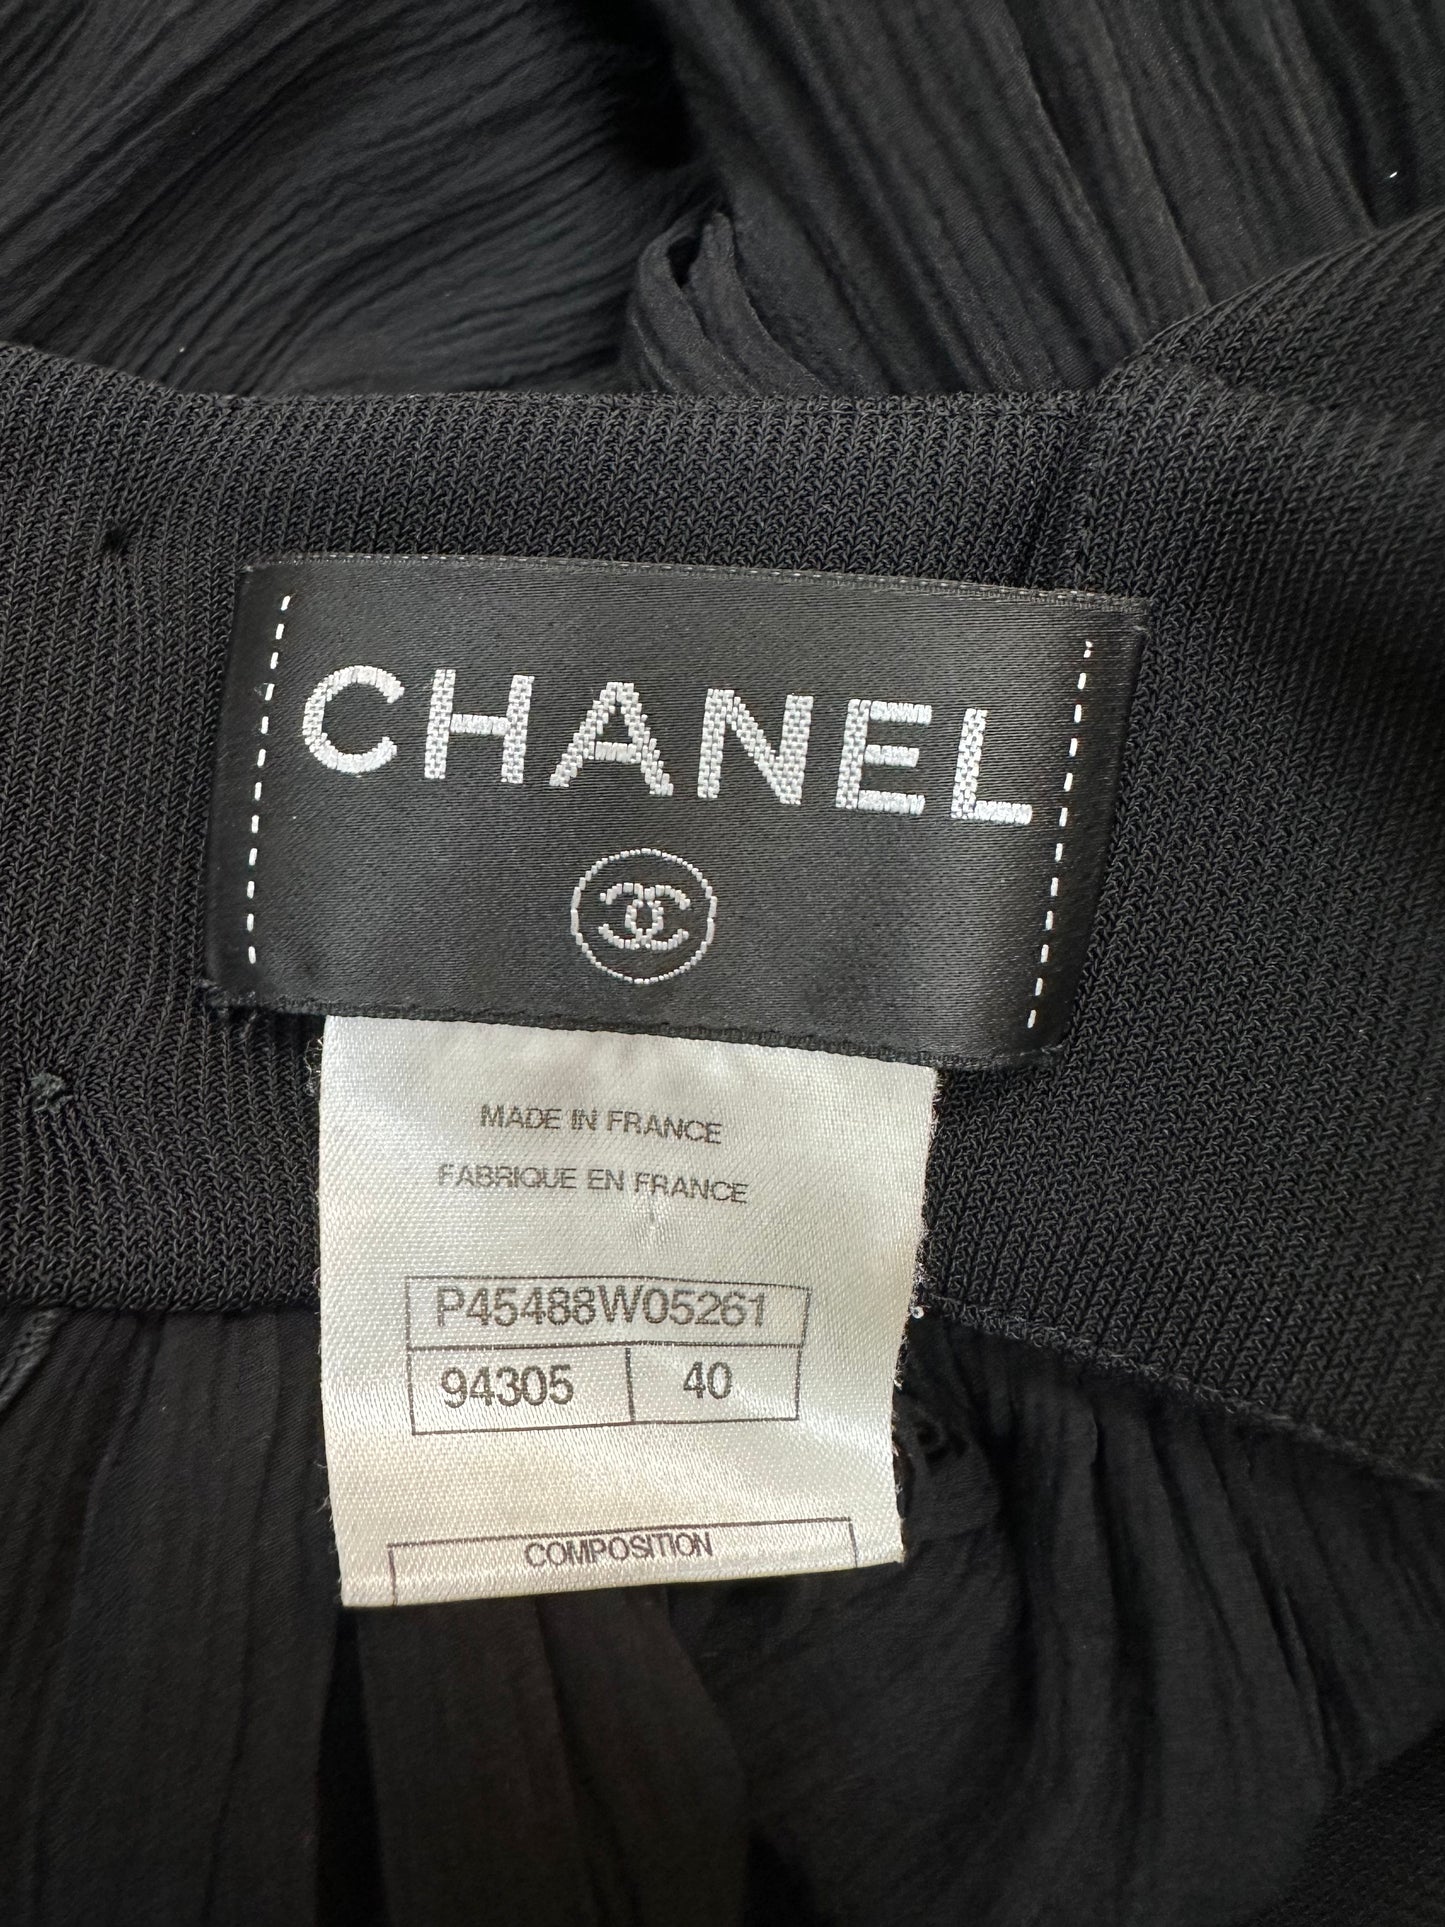 CHANEL
MADE IN FRANCE
FABRIQUE EN FRANCE
P45488W05261
94305 40
COMPOSITION